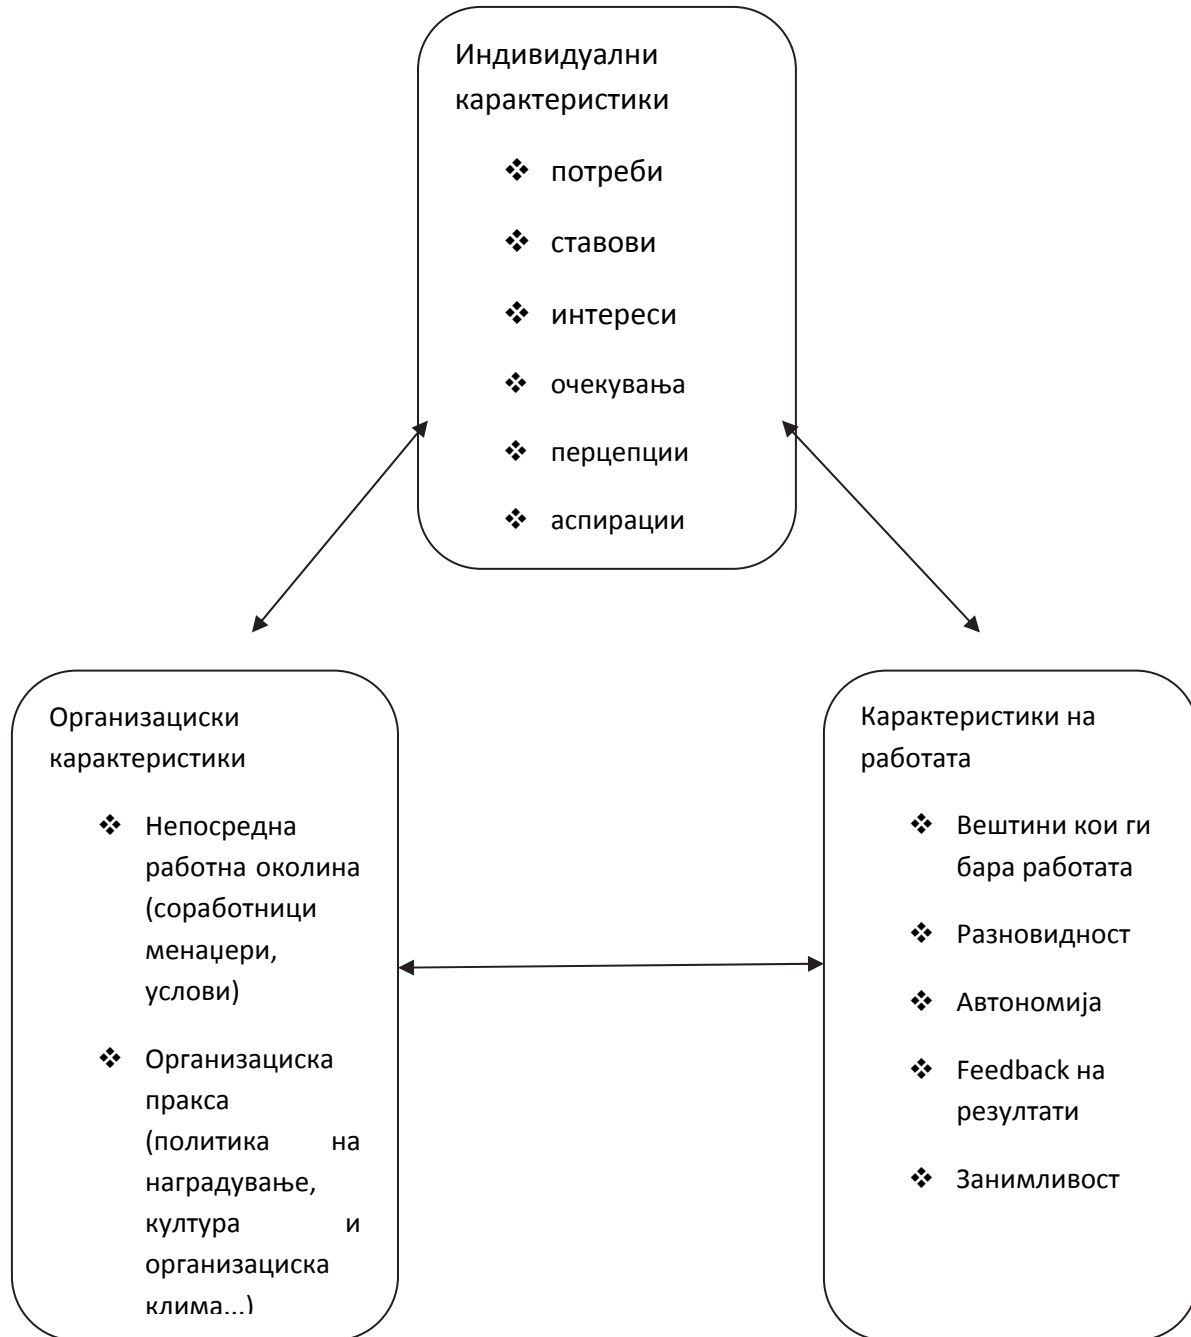 Индивидуални
карактеристики
❖ потреби
❖ ставови
❖ интереси
❖ очекувања
❖ перцепции
❖ аспирации
Организациски
карактеристики
❖ Непосредна
работна околина
(соработници
менаџери,
услови)
❖ Организациска
пракса
(политика на
наградување,
култура и
организациска
клима...)
Карактеристики на
работата
❖ Вештини кои ги
бара работата
❖ Разновидност
❖ Автономија
❖ Feedback на
резултати
❖ Занимливост